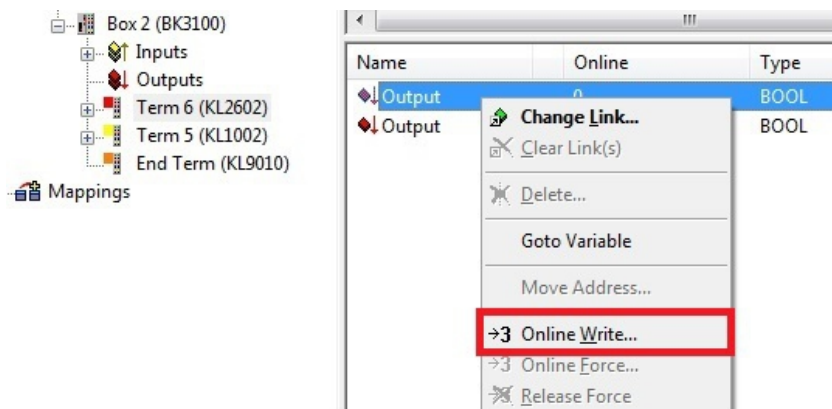 Box 2 (BK3100)
Inputs
Outputs
Term 6 (KL2602)
Term 5 (KL1002)
End Term (KL9010)
Mappings
Name Online Type
Output 0 BOOL
Output BOOL
Change Link...
Clear Link(s)
Delete...
Goto Variable
Move Address...
→3 Online Write...
→3 Online Force...
Release Force